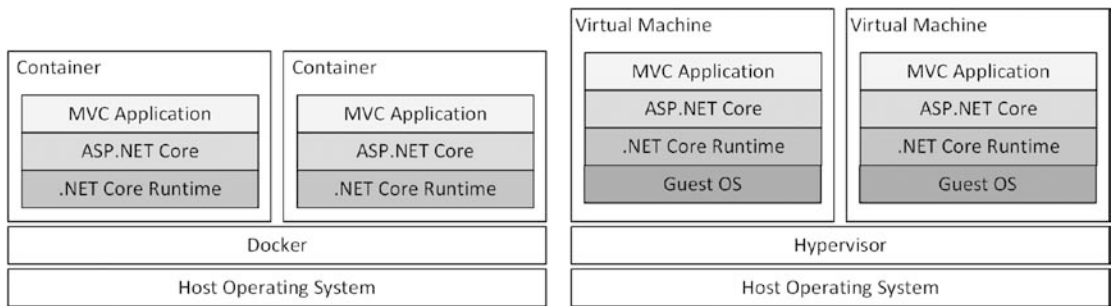 Container
MVC Application
ASP.NET Core
.NET Core Runtime
Container
MVC Application
ASP.NET Core
.NET Core Runtime
Docker
Host Operating System
Virtual Machine
MVC Application
ASP.NET Core
.NET Core Runtime
Guest OS
Virtual Machine
MVC Application
ASP.NET Core
.NET Core Runtime
Guest OS
Hypervisor
Host Operating System